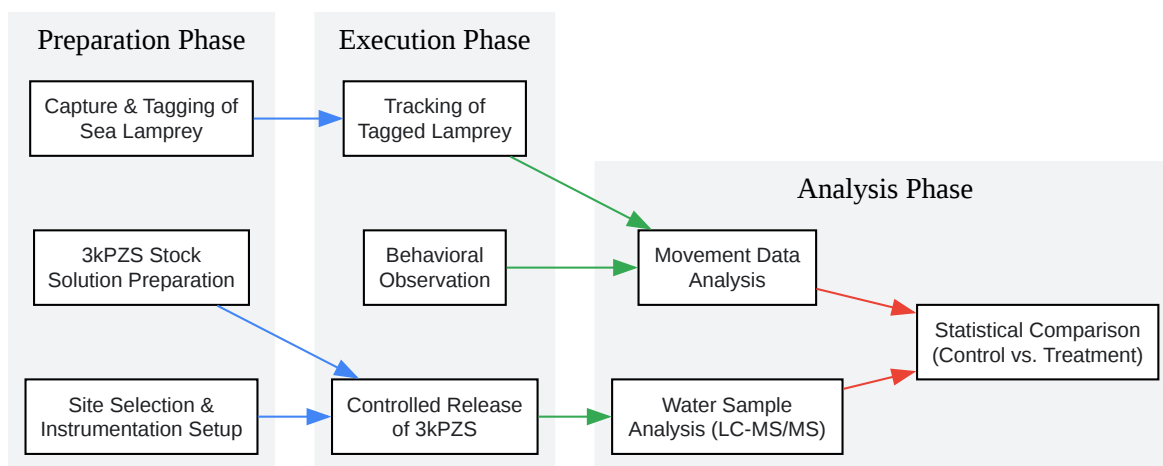 Preparation Phase
Capture & Tagging of
Sea Lamprey
3kPZS Stock
Solution Preparation
Site Selection &
Instrumentation Setup
Execution Phase
Tracking of
Tagged Lamprey
Behavioral
Observation
Controlled Release
of 3kPZS
Analysis Phase
Movement Data
Analysis
Water Sample
Analysis (LC-MS/MS)
Statistical Comparison
(Control vs. Treatment)